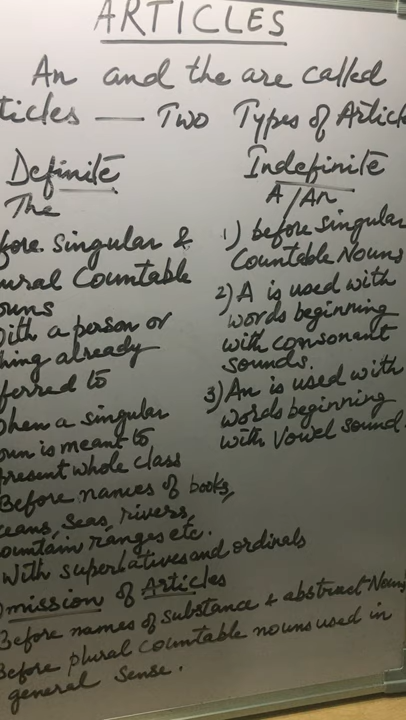 ARTICLES
An and the are called
ticles — Two Types of Article
Definite
The
fore singular &
ural Countable
ouns
ith a person or
hing already
ferred to
hen a singular
oun is meant to
present whole class
Before names of books,
ceans, Seas, rivers,
ountain ranges etc.
With superlatives and ordinals
Indefinite
A/An
1) before singular
Countable Nouns
2) A is used with
words beginning
with consonant
sounds.
3) An is used with
words beginning
with Vowel sound
mission of Articles
Before names of substance & abstract Nouns
Before plural countable nouns used in
general sense.